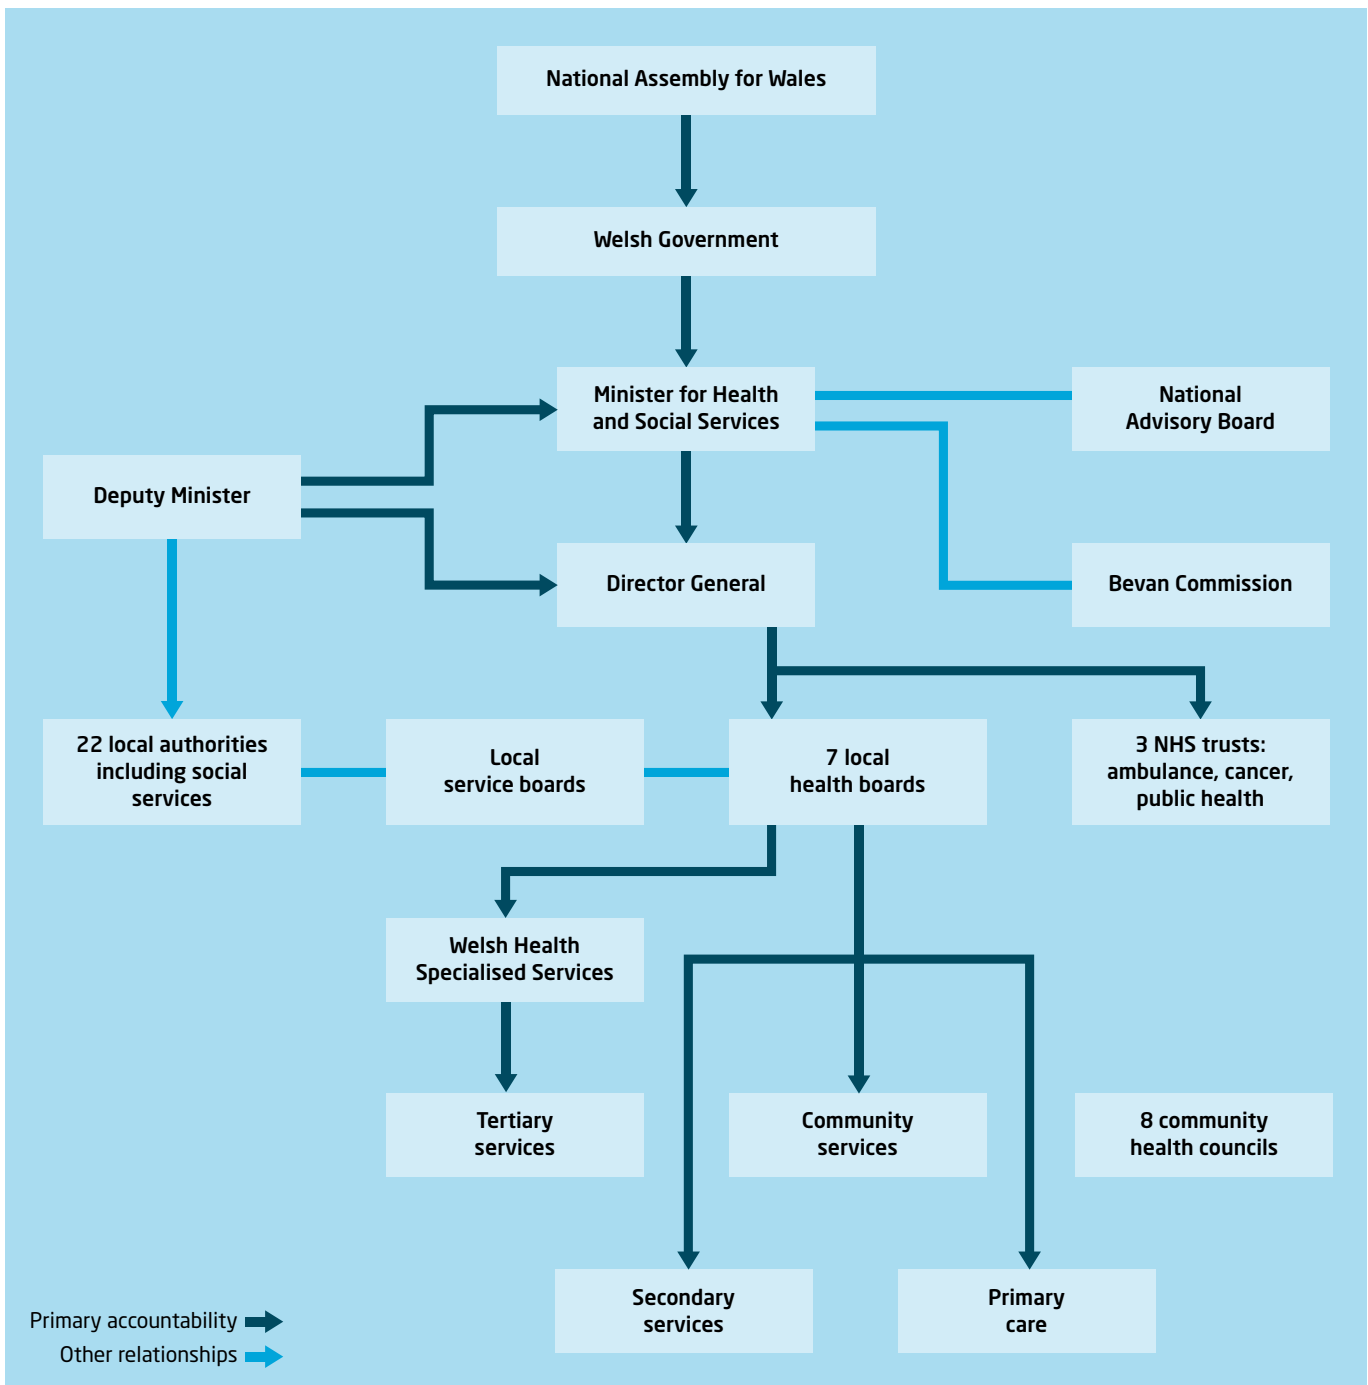 National Assembly for Wales
Welsh Government
Minister for Health
and Social Services
National
Advisory Board
Deputy Minister
Director General
Bevan Commission
22 local authorities
including social
services
Local
service boards
7 local
health boards
3 NHS trusts:
ambulance, cancer,
public health
Welsh Health
Specialised Services
Tertiary
services
Community
services
8 community
health councils
Secondary
services
Primary
care
Primary accountability
Other relationships